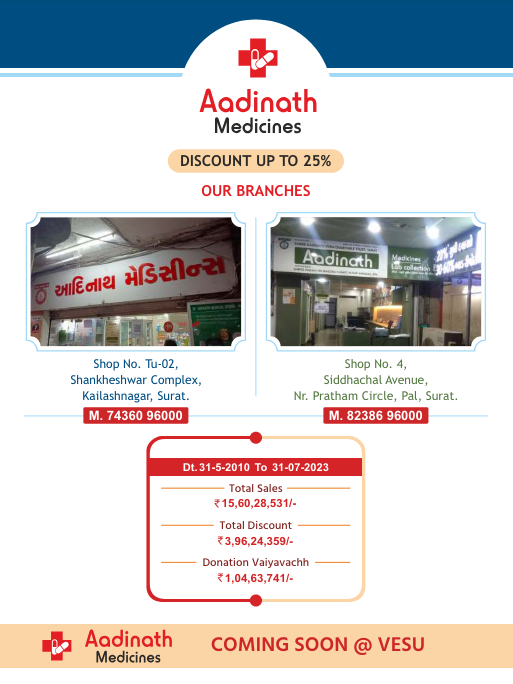 Aadinath
Medicines
DISCOUNT UP TO 25%
OUR BRANCHES
આદિનાથ મેડિસીન્સ
Aadinath
Medicines
Lab collection
Shop No. Tu-02,
Shankheshwar Complex,
Kailashnagar, Surat.
M. 74360 96000
Shop No. 4,
Siddhachal Avenue,
Nr. Pratham Circle, Pal, Surat.
M. 82386 96000
Dt. 31-5-2010 To 31-07-2023
Total Sales
₹15,60,28,531/-
Total Discount
₹3,96,24,359/-
Donation Vaiyavachh
₹1,04,63,741/-
Aadinath
Medicines
COMING SOON @ VESU